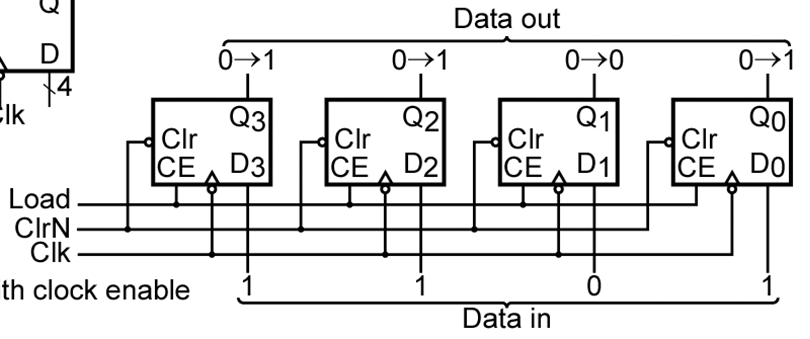 Q
Data out
D
0→1 0→1 0→0 0→1
4
Clk
Q3 Q2 Q1 Q0
Clr Clr Clr Clr
CE D3 CE D2 CE D1 CE D0
Load
ClrN
Clk
th clock enable
1 1 0 1
Data in